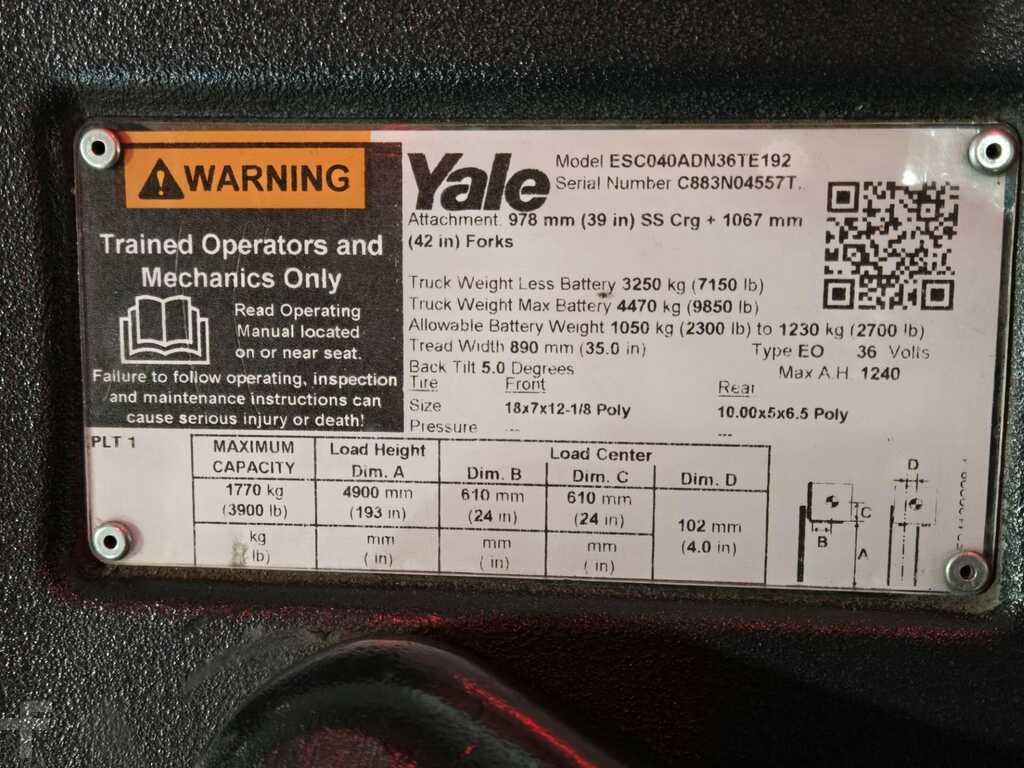 WARNING
Trained Operators and
Mechanics Only
Read Operating
Manual located
on or near seat.
Failure to follow operating, inspection
and maintenance instructions can
cause serious injury or death!
Yale
Model ESC040ADN36TE192
Serial Number C883N04557T
Attachment. 978 mm (39 in) SS Crg + 1067 mm
(42 in) Forks
Truck Weight Less Battery 3250 kg (7150 lb)
Truck Weight Max Battery 4470 kg (9850 lb)
Allowable Battery Weight 1050 kg (2300 lb) to 1230 kg (2700 lb)
Tread Width 890 mm (35.0 in) Type EO 36 Volts
Back Tilt 5.0 Degrees Max A.H. 1240
Tire Front Rear
Size 18x7x12-1/8 Poly 10.00x5x6.5 Poly
Pressure --- ---
PLT 1
MAXIMUM CAPACITY Load Height Dim. A Load Center Dim. B Dim. C Dim. D
1770 kg 4900 mm 610 mm 610 mm 102 mm
(3900 lb) (193 in) (24 in) (24 in) (4.0 in)
kg mm mm mm
lb) ( in) ( in) ( in)
D
C
B
A